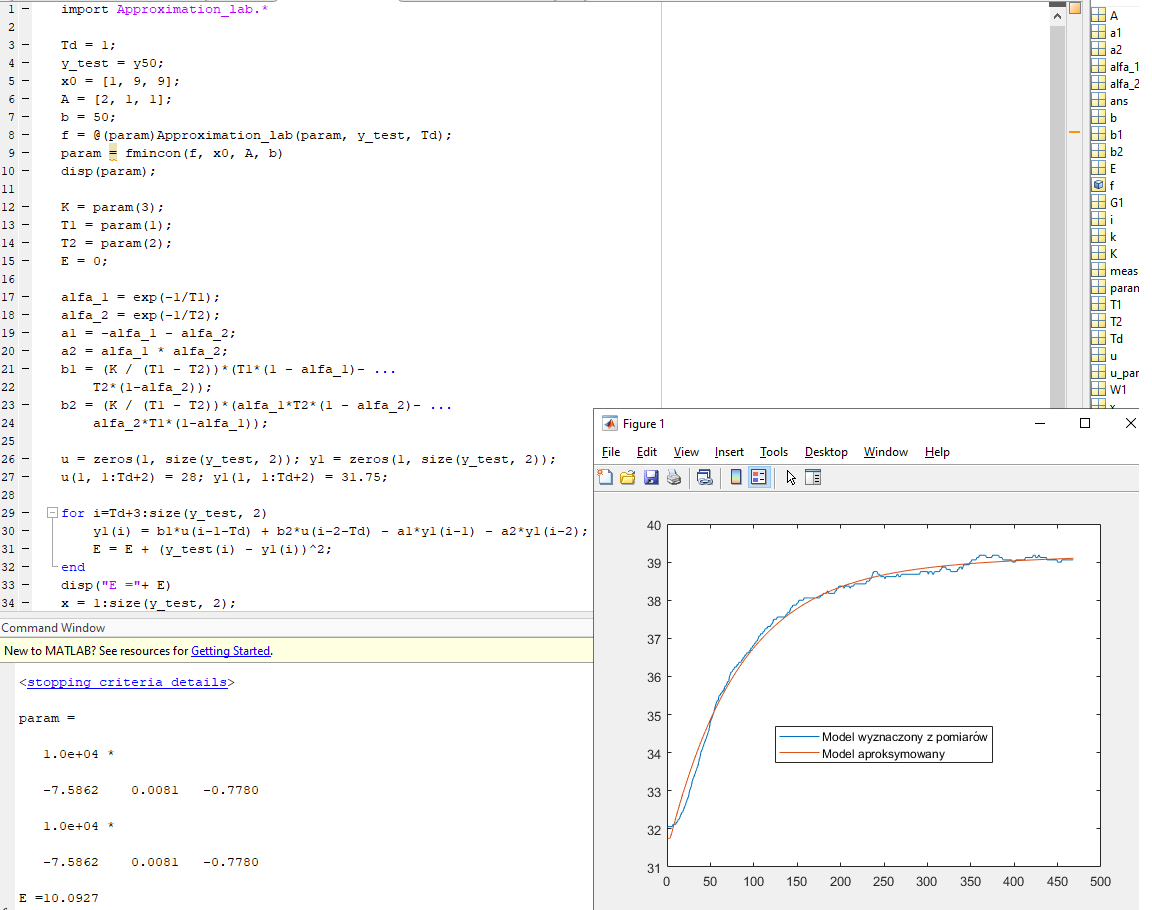 1 import Approximation_lab.*
2
3 Td = 1;
4 y_test = y50;
5 x0 = [1, 9, 9];
6 A = [2, 1, 1];
7 b = 50;
8 f = @(param)Approximation_lab(param, y_test, Td);
9 param = fmincon(f, x0, A, b)
10 disp(param);
11
12 K = param(3);
13 T1 = param(1);
14 T2 = param(2);
15 E = 0;
16
17 alfa_1 = exp(-1/T1);
18 alfa_2 = exp(-1/T2);
19 a1 = -alfa_1 - alfa_2;
20 a2 = alfa_1 * alfa_2;
21 b1 = (K / (T1 - T2))*(T1*(1 - alfa_1)- ...
22 T2*(1-alfa_2));
23 b2 = (K / (T1 - T2))*(alfa_1*T2*(1 - alfa_2)- ...
24 alfa_2*T1*(1-alfa_1));
25
26 u = zeros(1, size(y_test, 2)); y1 = zeros(1, size(y_test, 2));
27 u(1, 1:Td+2) = 28; y1(1, 1:Td+2) = 31.75;
28
29 for i=Td+3:size(y_test, 2)
30 y1(i) = b1*u(i-1-Td) + b2*u(i-2-Td) - a1*y1(i-1) - a2*y1(i-2);
31 E = E + (y_test(i) - y1(i))^2;
32 end
33 disp("E ="+ E)
34 x = 1:size(y_test, 2);
Command Window
New to MATLAB? See resources for Getting Started.
<stopping criteria details>
param =
1.0e+04 *
-7.5862 0.0081 -0.7780
1.0e+04 *
-7.5862 0.0081 -0.7780
E =10.0927
A
a1
a2
alfa_1
alfa_2
ans
b
b1
b2
E
f
G1
i
k
K
meas
param
T1
T2
Td
u
u_par
W1
x
Figure 1
File Edit View Insert Tools Desktop Window Help
40
39
38
37
36
35
34
33
32
31
Model wyznaczony z pomiarów
Model aproksymowany
0 50 100 150 200 250 300 350 400 450 500